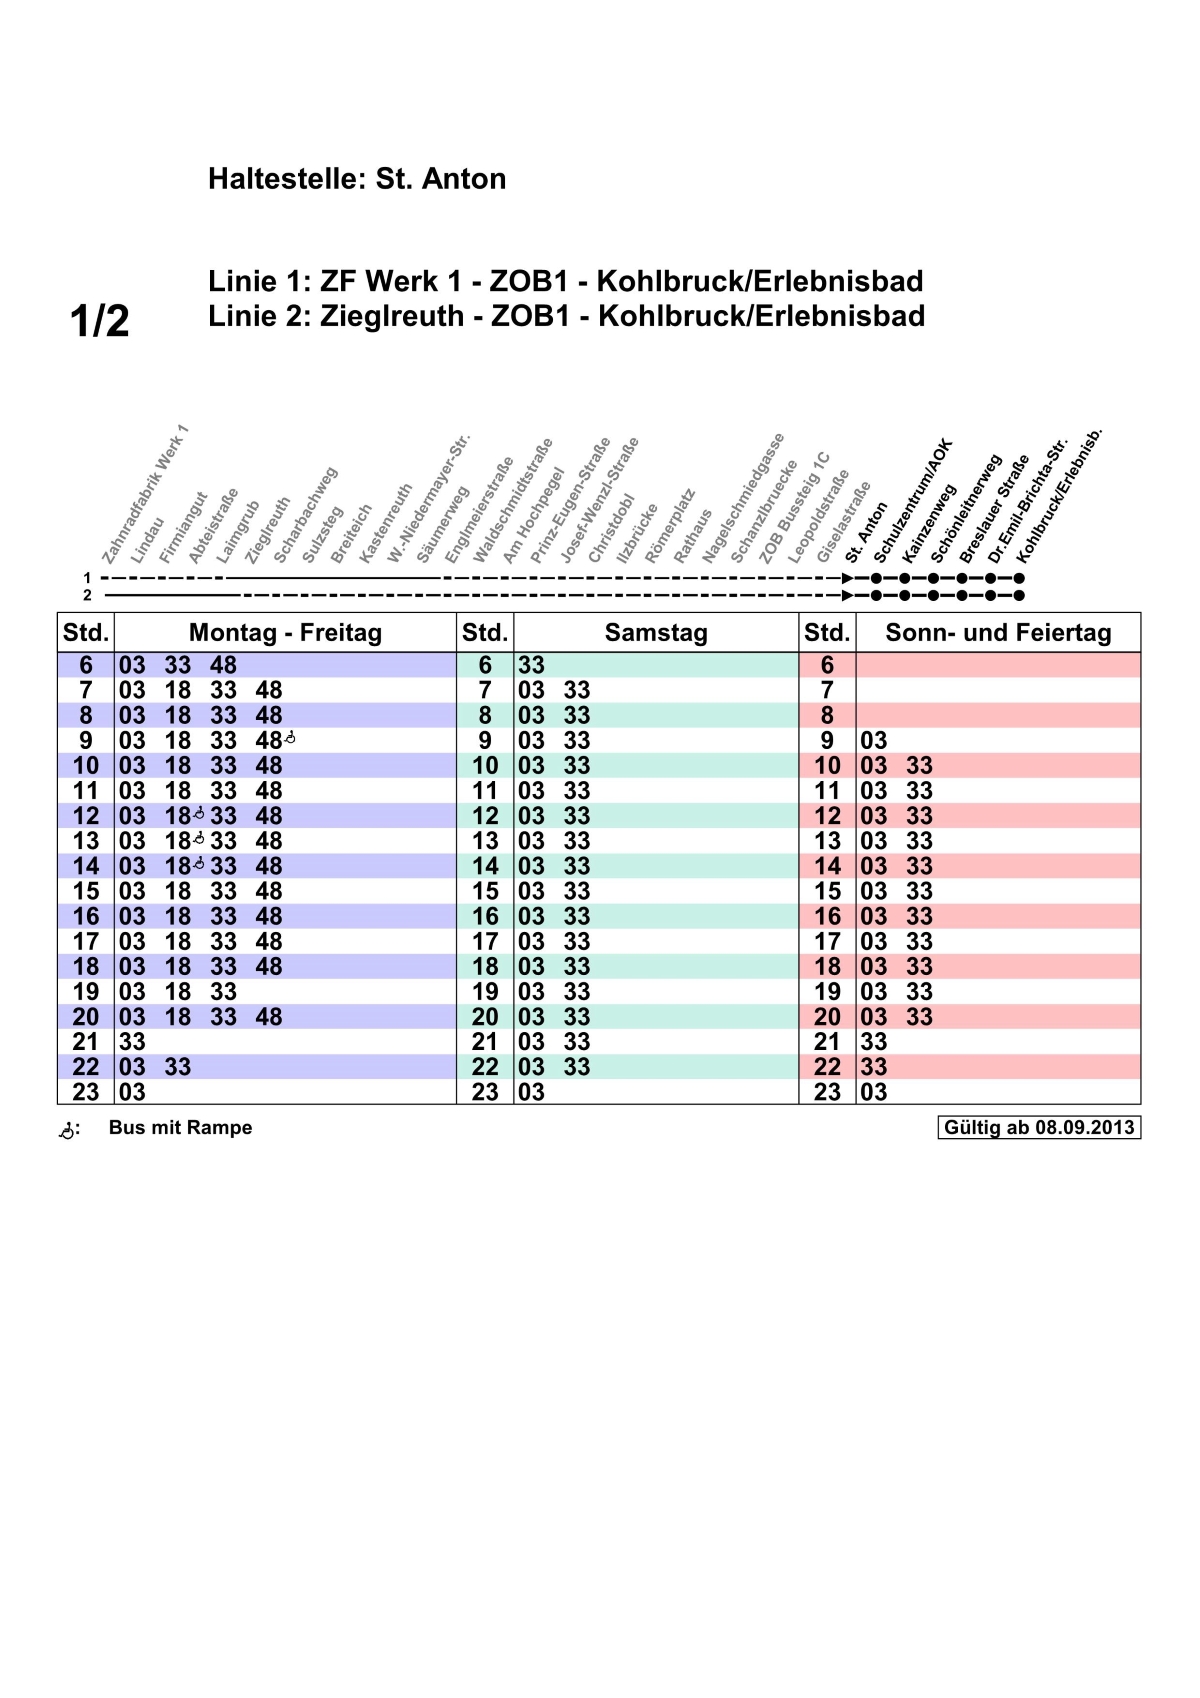 Haltestelle: St. Anton
Linie 1: ZF Werk 1 - ZOB1 - Kohlbruck/Erlebnisbad
1/2
Linie 2: Zieglreuth - ZOB1 - Kohlbruck/Erlebnisbad
Zahnradfabrik Werk 1
Lindau
Firmiangut
Abteistraße
Laimgrub
Zieglreuth
Scharbachweg
Sulzsteg
Breiteich
Kastenreuth
W.-Niedermayer-Str.
Säumerweg
Englmeierstraße
Waldschmidtstraße
Am Hochpegel
Prinz-Eugen-Straße
Josef-Wenzl-Straße
Christdobl
Ilzbrücke
Römerplatz
Rathaus
Nagelschmiedgasse
Schanzlbruecke
ZOB Bussteig 1C
Leopoldstraße
Giselastraße
St. Anton
Schulzentrum/AOK
Kainzenweg
Schönleitnerweg
Breslauer Straße
Dr.Emil-Brichta-Str.
Kohlbruck/Erlebnisb.
1
2
Std. Montag - Freitag Std. Samstag Std. Sonn- und Feiertag
6 03 33 48 6 33 6
7 03 18 33 48 7 03 33 7
8 03 18 33 48 8 03 33 8
9 03 18 33 48 9 03 33 9 03
10 03 18 33 48 10 03 33 10 03 33
11 03 18 33 48 11 03 33 11 03 33
12 03 18 33 48 12 03 33 12 03 33
13 03 18 33 48 13 03 33 13 03 33
14 03 18 33 48 14 03 33 14 03 33
15 03 18 33 48 15 03 33 15 03 33
16 03 18 33 48 16 03 33 16 03 33
17 03 18 33 48 17 03 33 17 03 33
18 03 18 33 48 18 03 33 18 03 33
19 03 18 33 19 03 33 19 03 33
20 03 18 33 48 20 03 33 20 03 33
21 33 21 03 33 21 33
22 03 33 22 03 33 22 33
23 03 23 03 23 03
: Bus mit Rampe Gültig ab 08.09.2013